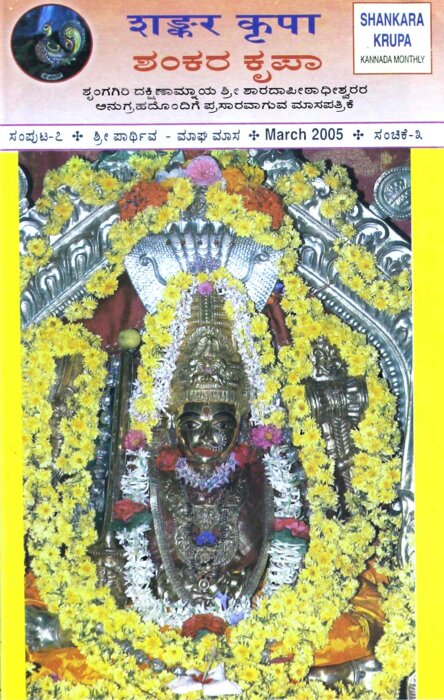 शङ्कर कृपा
SHANKARA
KRUPA
KANNADA MONTHLY
ಶಂಕರ ಕೃಪಾ
ಶೃಂಗಗಿರಿ ದಕ್ಷಿಣಾಮ್ನಾಯ ಶ್ರೀ ಶಾರದಾಪೀಠಾಧೀಶ್ವರರ
ಅನುಗ್ರಹದೊಂದಿಗೆ ಪ್ರಸಾರವಾಗುವ ಮಾಸಪತ್ರಿಕೆ
ಸಂಪುಟ-೭ ✤ ಶ್ರೀ ಪಾರ್ಥಿವ - ಮಾಘ ಮಾಸ ✤ March 2005 ✤ ಸಂಚಿಕೆ-೩